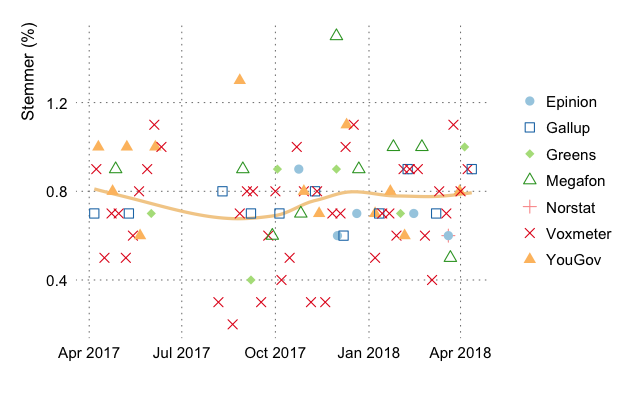 Stemmer (%)
1.2
0.8
0.4
Apr 2017 Jul 2017 Oct 2017 Jan 2018 Apr 2018
Epinion
Gallup
Greens
Megafon
Norstat
Voxmeter
YouGov